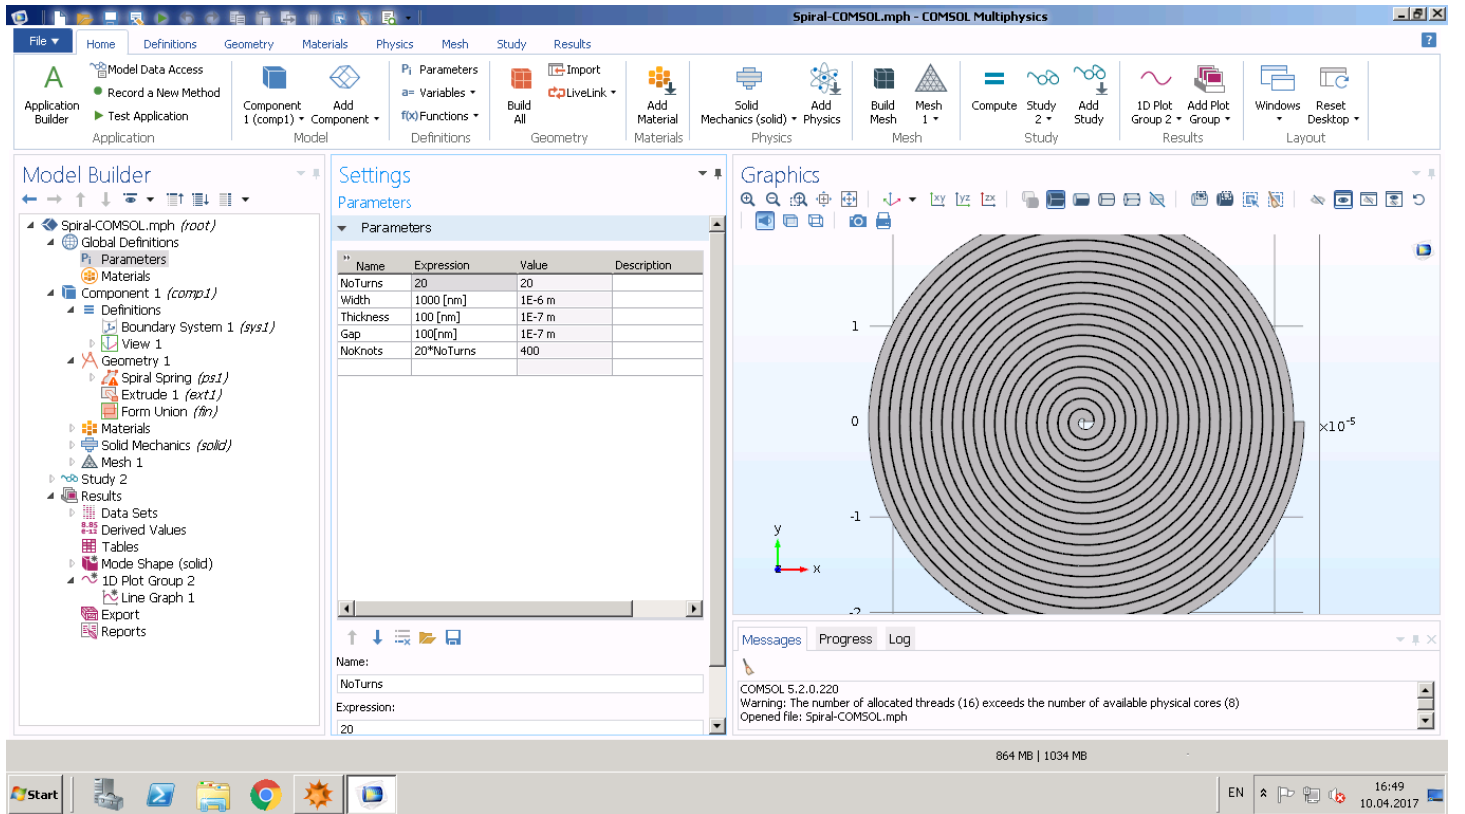 Spiral-COMSOL.mph - COMSOL Multiphysics
File Home Definitions Geometry Materials Physics Mesh Study Results
Application Builder
Model Data Access
Record a New Method
Test Application
Application
Component 1 (comp1)
Add Component
Model
Pi Parameters
a= Variables
f(x) Functions
Definitions
Build All
Import
LiveLink
Geometry
Add Material
Materials
Solid Mechanics (solid)
Add Physics
Physics
Build Mesh
Mesh 1
Mesh
Compute
Study 2
Add Study
Study
1D Plot Group 2
Add Plot Group
Results
Windows
Reset Desktop
Layout
Model Builder
Spiral-COMSOL.mph (root)
Global Definitions
Pi Parameters
Materials
Component 1 (comp1)
Definitions
Boundary System 1 (sys1)
View 1
Geometry 1
Spiral Spring (ps1)
Extrude 1 (ext1)
Form Union (fin)
Materials
Solid Mechanics (solid)
Mesh 1
Study 2
Results
Data Sets
8.85 e-12 Derived Values
Tables
Mode Shape (solid)
1D Plot Group 2
Line Graph 1
Export
Reports
Settings
Parameters
Parameters
Name Expression Value Description
NoTurns 20 20
Width 1000 [nm] 1E-6 m
Thickness 100 [nm] 1E-7 m
Gap 100[nm] 1E-7 m
NoKnots 20*NoTurns 400
Name:
NoTurns
Expression:
20
Graphics
xy yz zx
1
0
×10-5
-1
y
x
-2
Messages Progress Log
COMSOL 5.2.0.220
Warning: The number of allocated threads (16) exceeds the number of available physical cores (8)
Opened file: Spiral-COMSOL.mph
864 MB | 1034 MB
Start
EN
16:49
10.04.2017